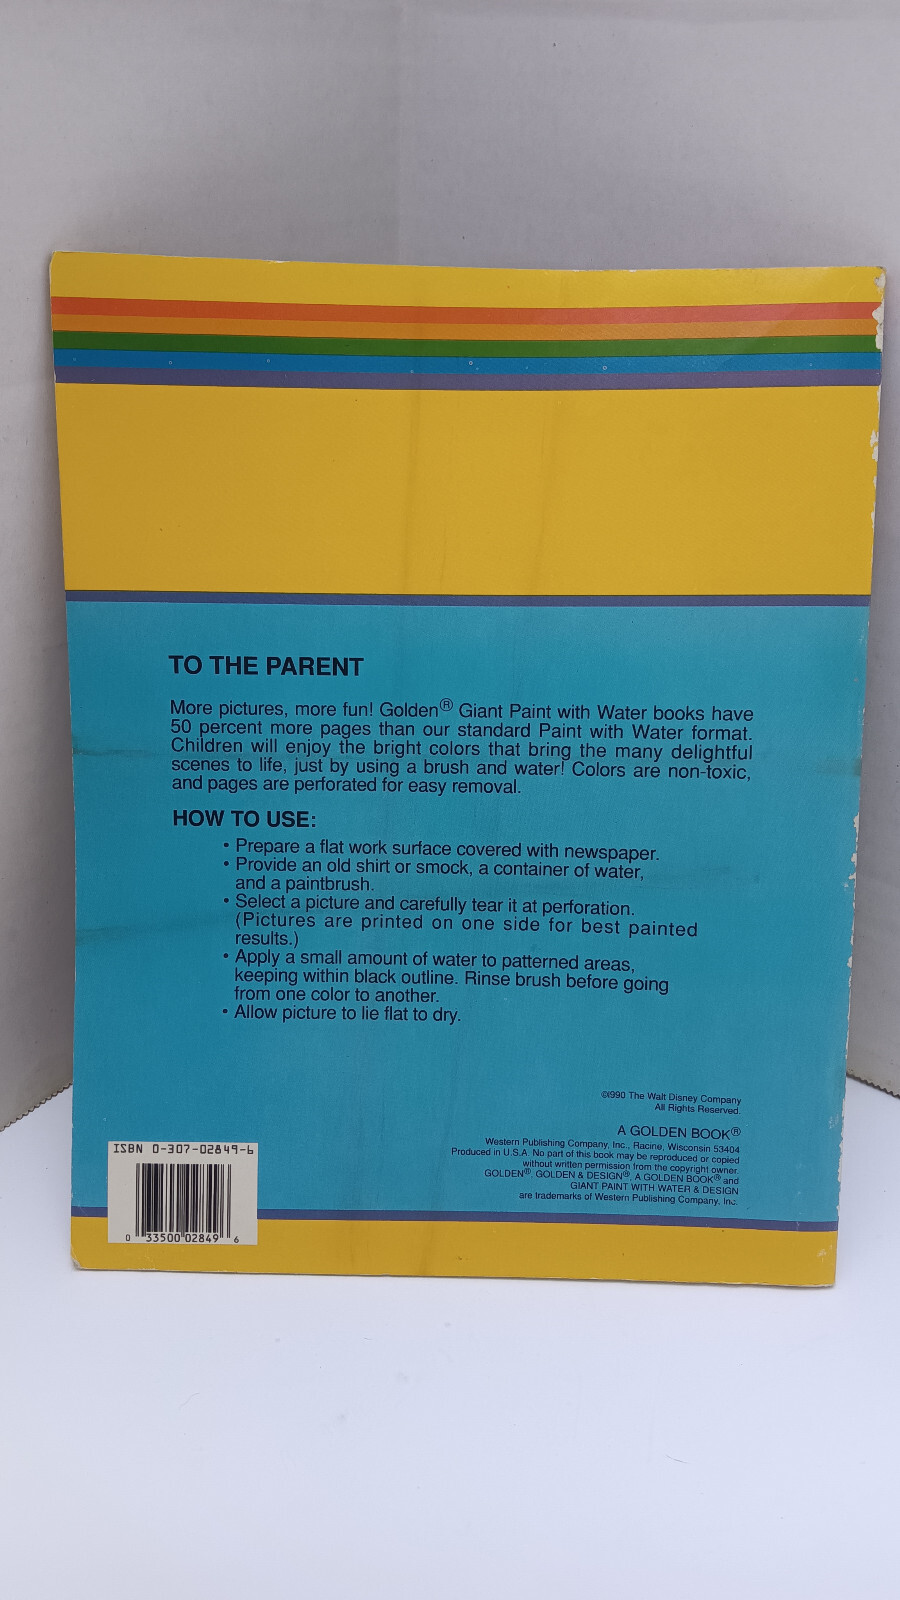 TO THE PARENT
More pictures, more fun! Golden® Giant Paint with Water books have
50 percent more pages than our standard Paint with Water format.
Children will enjoy the bright colors that bring the many delightful
scenes to life, just by using a brush and water! Colors are non-toxic,
and pages are perforated for easy removal.
HOW TO USE:
• Prepare a flat work surface covered with newspaper.
• Provide an old shirt or smock, a container of water,
and a paintbrush.
• Select a picture and carefully tear it at perforation.
(Pictures are printed on one side for best painted
results.)
• Apply a small amount of water to patterned areas,
keeping within black outline. Rinse brush before going
from one color to another.
• Allow picture to lie flat to dry.
©1990 The Walt Disney Company
All Rights Reserved.
A GOLDEN BOOK®
Western Publishing Company, Inc., Racine, Wisconsin 53404
Produced in U.S.A. No part of this book may be reproduced or copied
without written permission from the copyright owner.
GOLDEN®, GOLDEN & DESIGN®, A GOLDEN BOOK® and
GIANT PAINT WITH WATER & DESIGN
are trademarks of Western Publishing Company, Inc.
ISBN 0-307-02849-6
0 33500 02849 6